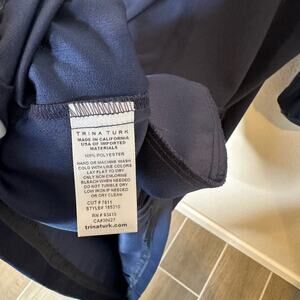 TRINA TURK
MADE IN CALIFORNIA
USA OF IMPORTED
MATERIALS
100% POLYESTER
HAND OR MACHINE WASH
COLD WITH LIKE COLORS
LAY FLAT TO DRY
ONLY NON CHLORINE
BLEACH WHEN NEEDED
DO NOT TUMBLE DRY
LOW IRON IF NEEDED
OR DRY CLEAN
CUT# 7811
STYLE# 185310
RN # 93415
CA#30627
trinaturk.com